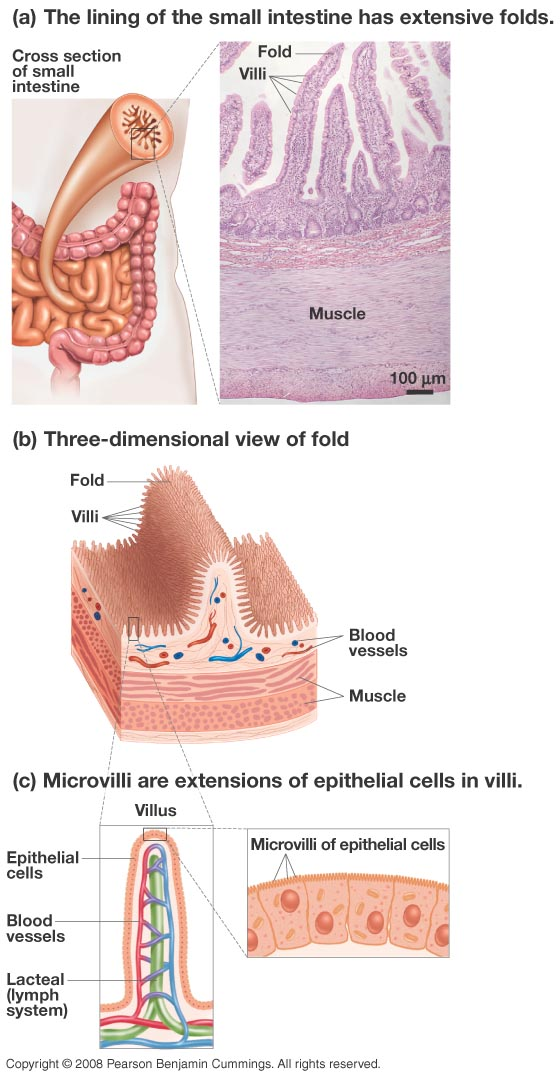 (a) The lining of the small intestine has extensive folds.
Cross section
of small
intestine
Fold
Villi
Muscle
100 µm
(b) Three-dimensional view of fold
Fold
Villi
Blood
vessels
Muscle
(c) Microvilli are extensions of epithelial cells in villi.
Villus
Epithelial
cells
Blood
vessels
Lacteal
(lymph
system)
Microvilli of epithelial cells
Copyright © 2008 Pearson Benjamin Cummings. All rights reserved.